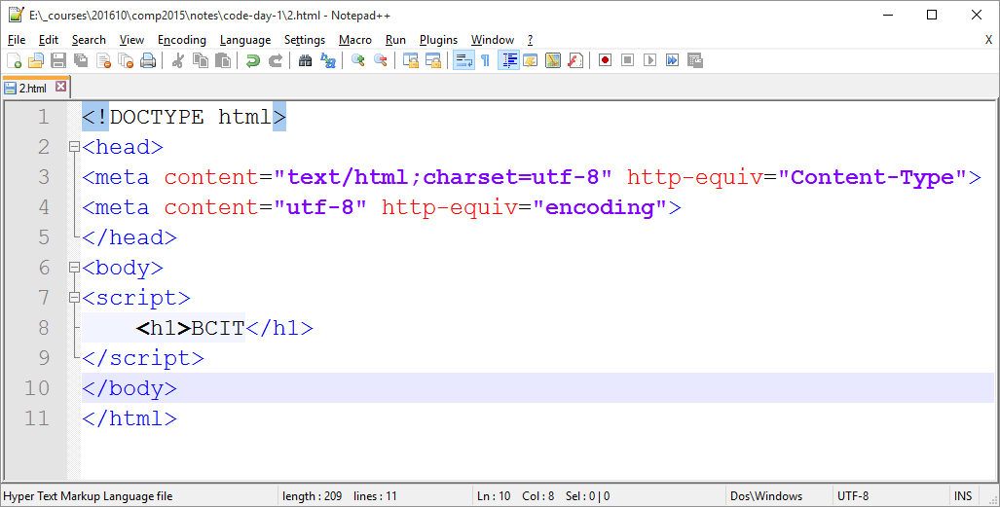 E:\_courses\201610\comp2015\notes\code-day-1\2.html - Notepad++
File Edit Search View Encoding Language Settings Macro Run Plugins Window ? X
2.html
1 <!DOCTYPE html>
2 <head>
3 <meta content="text/html;charset=utf-8" http-equiv="Content-Type">
4 <meta content="utf-8" http-equiv="encoding">
5 </head>
6 <body>
7 <script>
8 <h1>BCIT</h1>
9 </script>
10 </body>
11 </html>
Hyper Text Markup Language file length : 209 lines : 11 Ln : 10 Col : 8 Sel : 0 | 0 Dos\Windows UTF-8 INS